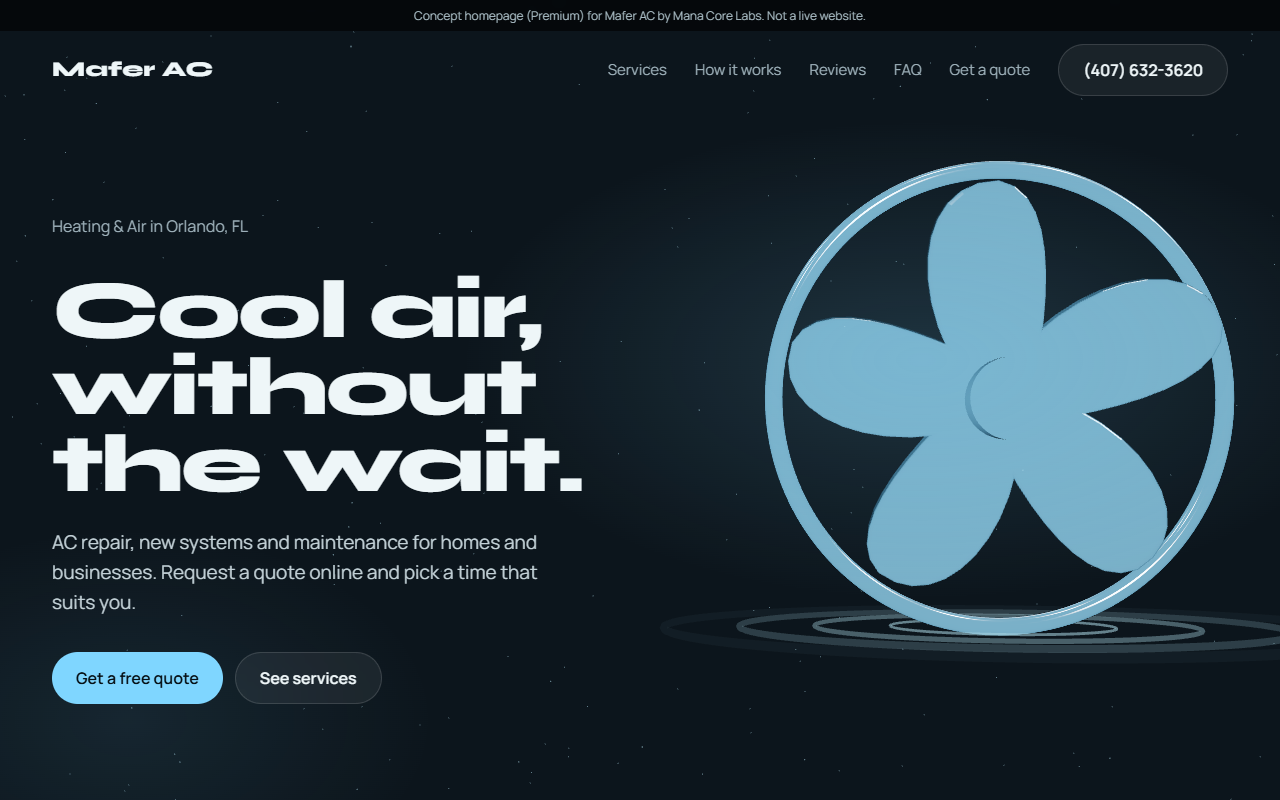 Concept homepage (Premium) for Mafer AC by Mana Core Labs. Not a live website.
Mafer AC
Services
How it works
Reviews
FAQ
Get a quote
(407) 632-3620
Heating & Air in Orlando, FL
Cool air,
without
the wait.
AC repair, new systems and maintenance for homes and
businesses. Request a quote online and pick a time that
suits you.
Get a free quote
See services